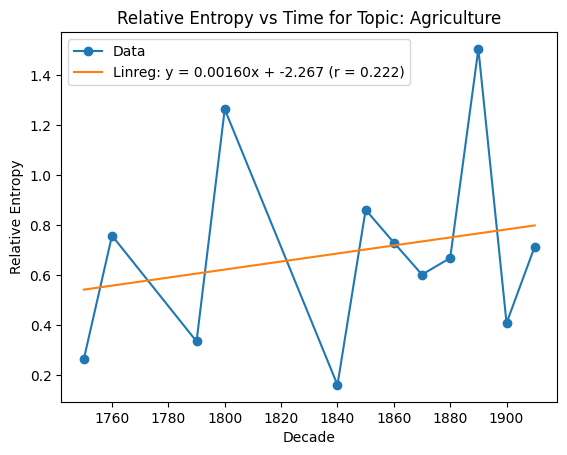 Relative Entropy vs Time for Topic: Agriculture
Data
Linreg: y = 0.00160x + -2.267 (r = 0.222)
Relative Entropy
1.4
1.2
1.0
0.8
0.6
0.4
0.2
1760 1780 1800 1820 1840 1860 1880 1900
Decade